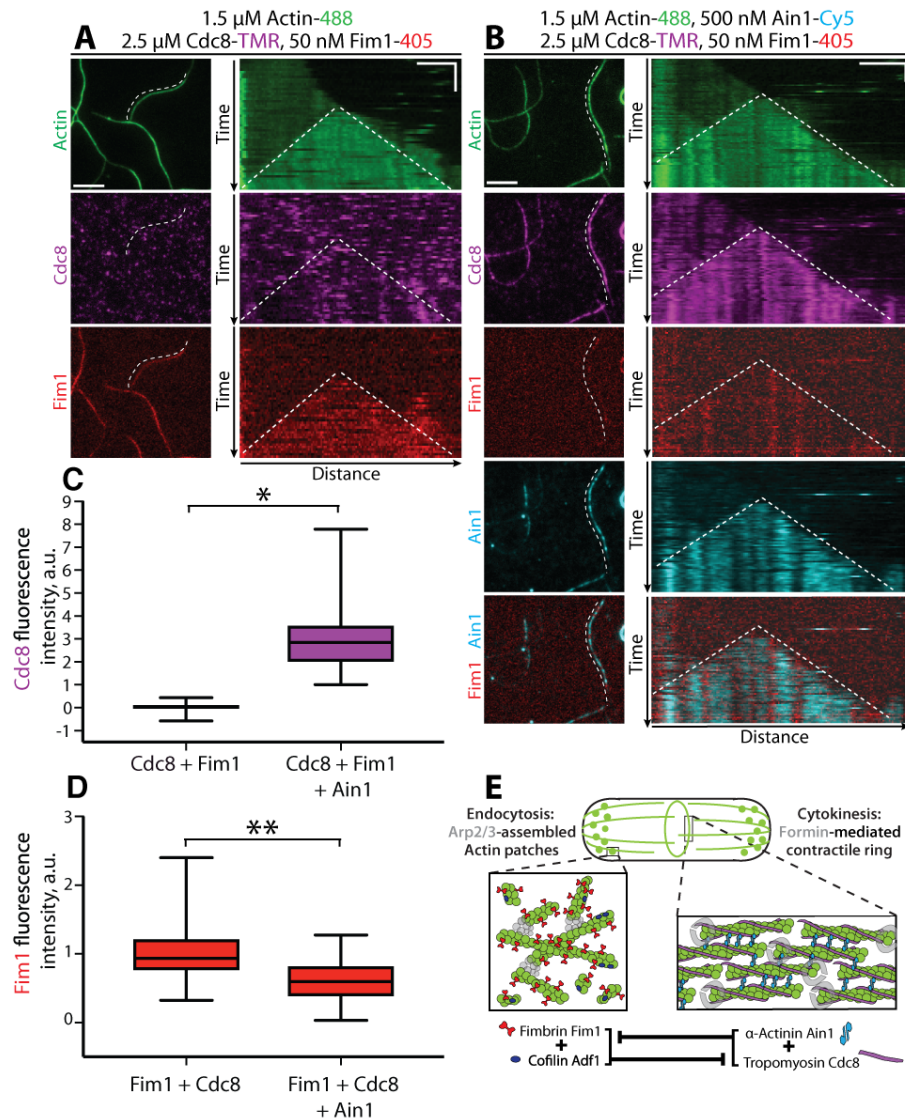 A
1.5 µM Actin-488
2.5 µM Cdc8-TMR, 50 nM Fim1-405
Actin
Time
Cdc8
Time
Fim1
Time
Distance
B
1.5 µM Actin-488, 500 nM Ain1-Cy5
2.5 µM Cdc8-TMR, 50 nM Fim1-405
Actin
Time
Cdc8
Time
Fim1
Time
Ain1
Time
Fim1 Ain1
Time
Distance
C
Cdc8 fluorescence
intensity, a.u.
9
8
7
6
5
4
3
2
1
0
-1
*
Cdc8 + Fim1
Cdc8 + Fim1
+ Ain1
D
Fim1 fluorescence
intensity, a.u.
3
2
1
0
**
Fim1 + Cdc8
Fim1 + Cdc8
+ Ain1
E
Endocytosis:
Arp2/3-assembled
Actin patches
Cytokinesis:
Formin-mediated
contractile ring
Fimbrin Fim1
+
Cofilin Adf1
α-Actinin Ain1
+
Tropomyosin Cdc8